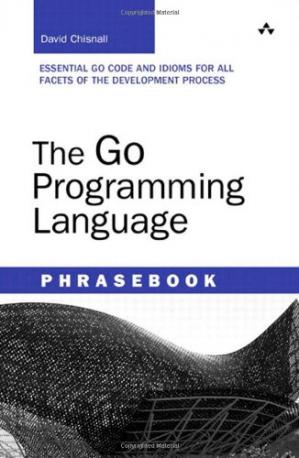 David Chisnall
ESSENTIAL GO CODE AND IDIOMS FOR ALL
FACETS OF THE DEVELOPMENT PROCESS
The Go
Programming
Language
PHRASEBOOK